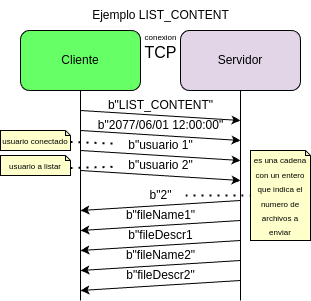 Ejemplo LIST_CONTENT
conexion
TCP
Cliente
Servidor
b"LIST_CONTENT"
b"2077/06/01 12:00:00"
usuario conectado
b"usuario 1"
usuario a listar
b"usuario 2"
es una cadena
con un entero
que indica el
numero de
archivos a
enviar
b"2"
b"fileName1"
b"fileDescr1
b"fileName2"
b"fileDescr2"